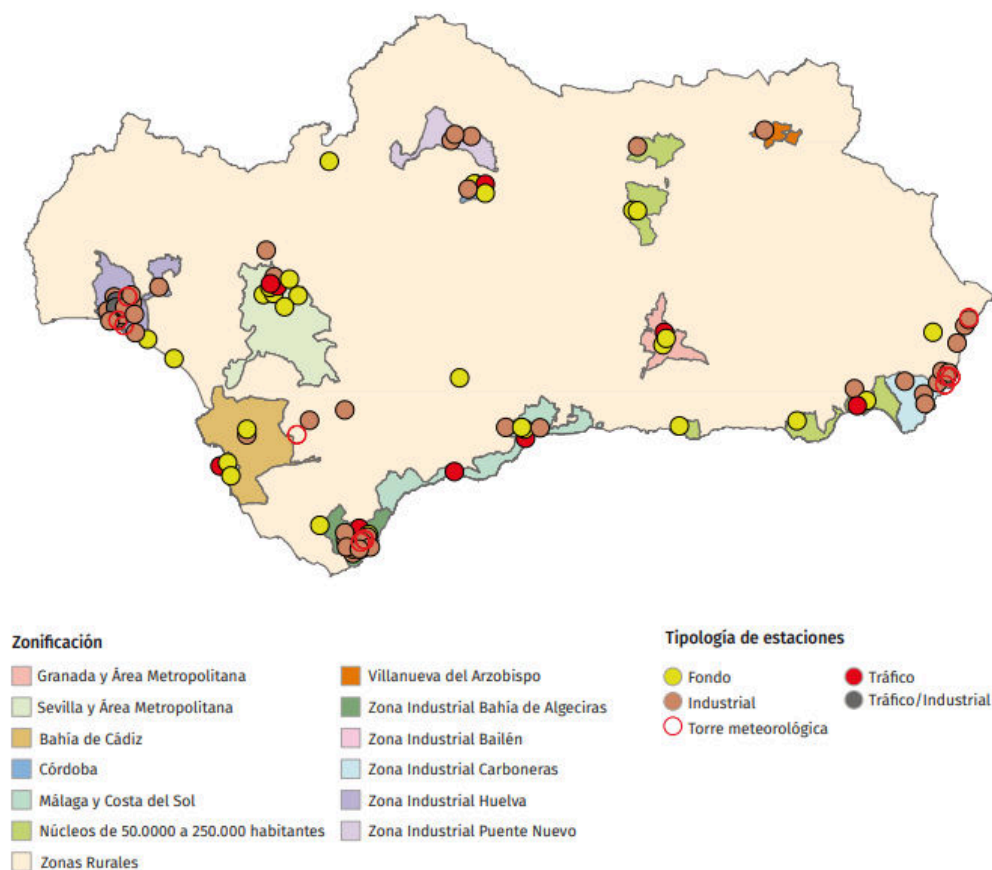 Zonificación
Granada y Área Metropolitana
Sevilla y Área Metropolitana
Bahía de Cádiz
Córdoba
Málaga y Costa del Sol
Núcleos de 50.0000 a 250.000 habitantes
Zonas Rurales
Villanueva del Arzobispo
Zona Industrial Bahía de Algeciras
Zona Industrial Bailén
Zona Industrial Carboneras
Zona Industrial Huelva
Zona Industrial Puente Nuevo
Tipología de estaciones
Fondo
Industrial
Torre meteorológica
Tráfico
Tráfico/Industrial